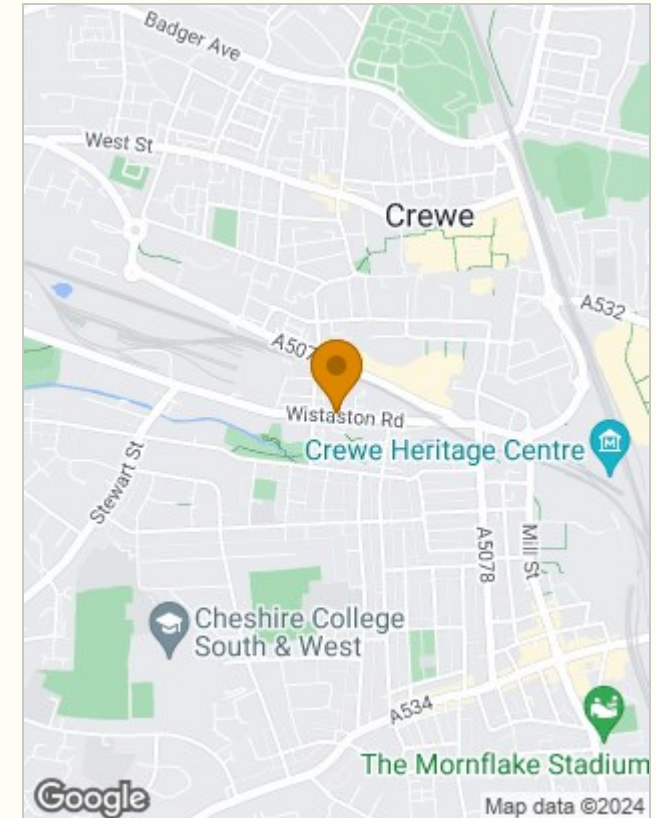 Badger Ave
West St
Crewe
A532
A507
Wistaston Rd
Crewe Heritage Centre
Stewart St
A5078
Mill St
Cheshire College
South & West
A534
The Mornflake Stadium
Google
Map data ©2024